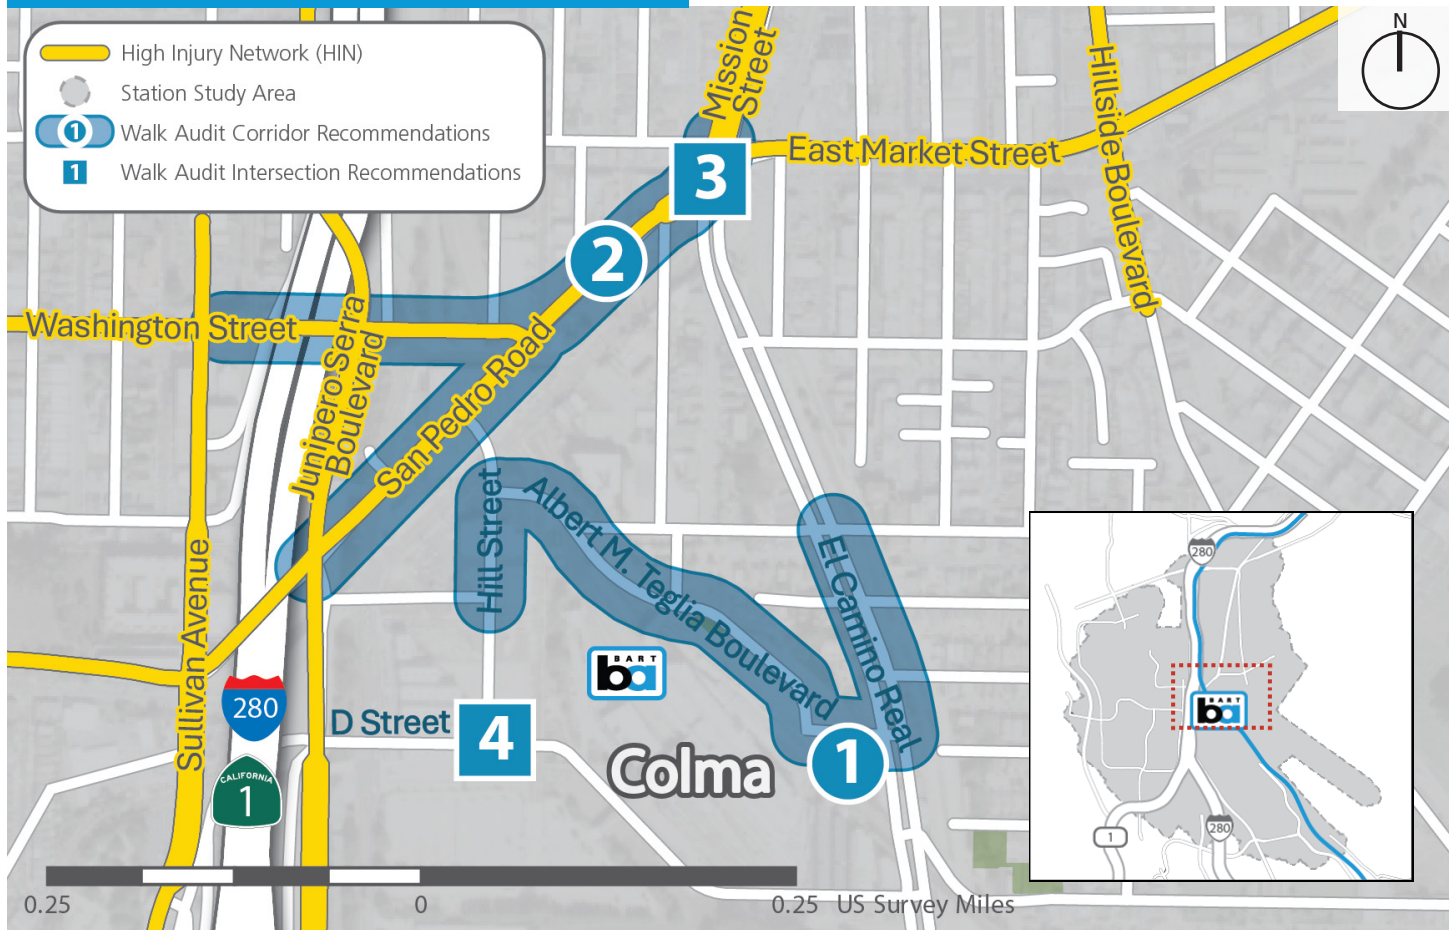 High Injury Network (HIN)
Station Study Area
1 Walk Audit Corridor Recommendations
1 Walk Audit Intersection Recommendations
N
Mission
Street
East Market Street
Hillside Boulevard
3
2
Washington Street
Junipero Serra
Boulevard
San Pedro Road
Hill Street
Albert M. Teglia Boulevard
El Camino Real
Sullivan Avenue
BART
ba
280
D Street
4
1
Colma
CALIFORNIA
1
280
BART
ba
1
280
0.25
0
0.25 US Survey Miles